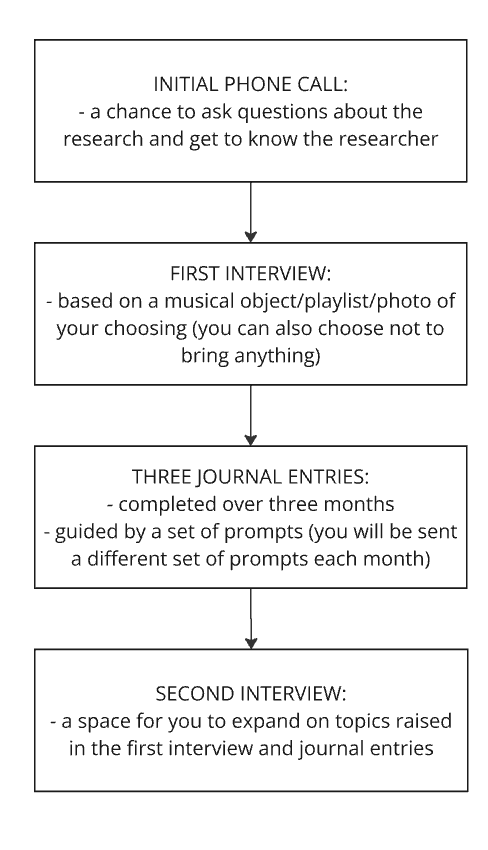 INITIAL PHONE CALL:
- a chance to ask questions about the
research and get to know the researcher
FIRST INTERVIEW:
- based on a musical object/playlist/photo of
your choosing (you can also choose not to
bring anything)
THREE JOURNAL ENTRIES:
- completed over three months
- guided by a set of prompts (you will be sent
a different set of prompts each month)
SECOND INTERVIEW:
- a space for you to expand on topics raised
in the first interview and journal entries